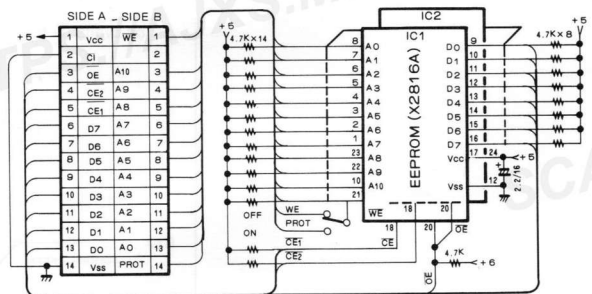 SIDE A SIDE B
+5 1 Vcc WE 1
2 CI 2
3 OE A10 3
4 CE2 A9 4
5 CE1 A8 5
6 D7 A7 6
7 D6 A6 7
8 D5 A5 8
9 D4 A4 9
10 D3 A3 10
11 D2 A2 11
12 D1 A1 12
13 D0 A0 13
14 Vss PROT 14
+5
4.7K×14
OFF
ON
WE
PROT
CE1
CE2
IC2
IC1
EEPROM (X2816A)
8 A0
7 A1
6 A2
5 A3
4 A4
3 A5
2 A6
1 A7
23 A8
22 A9
10 A10
21
WE
18 20
18 20
CE OE
OE
D0 9
D1 10
D2 11
D3 12
D4 13
D5 14
D6 15
D7 16
17
Vcc 24
+5
Vss 12
2.2/16
4.7K×8
+5
4.7K
+6
OE